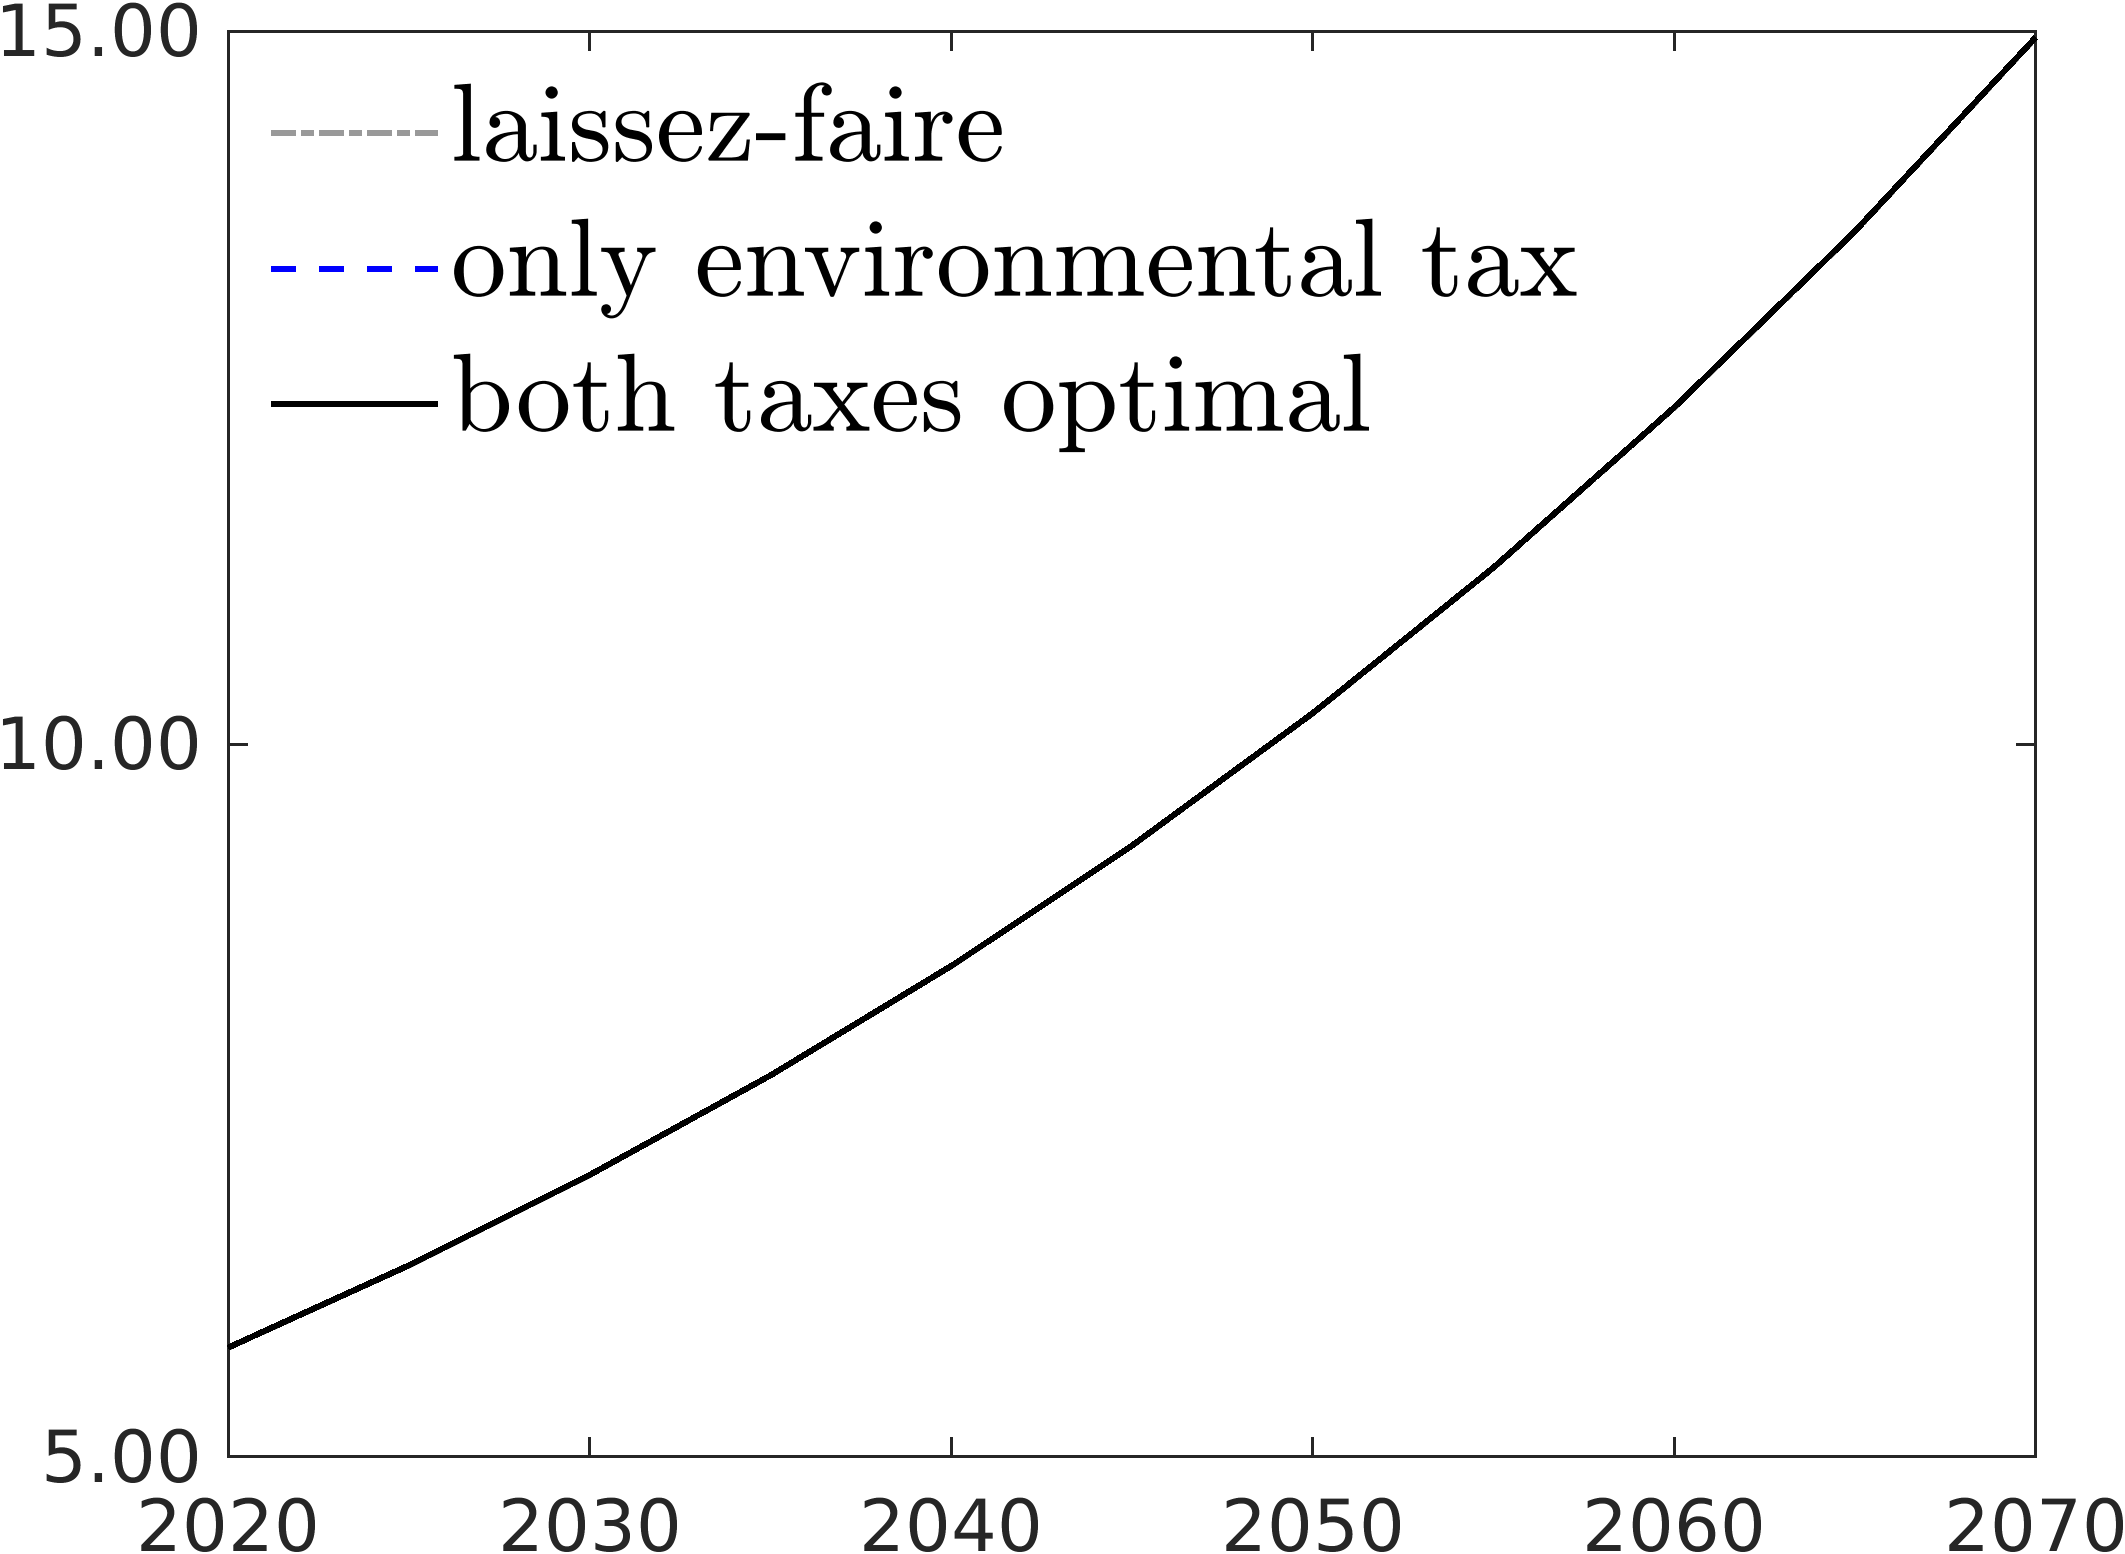 15.00
laissez-faire
only environmental tax
both taxes optimal
10.00
5.00
2020 2030 2040 2050 2060 2070